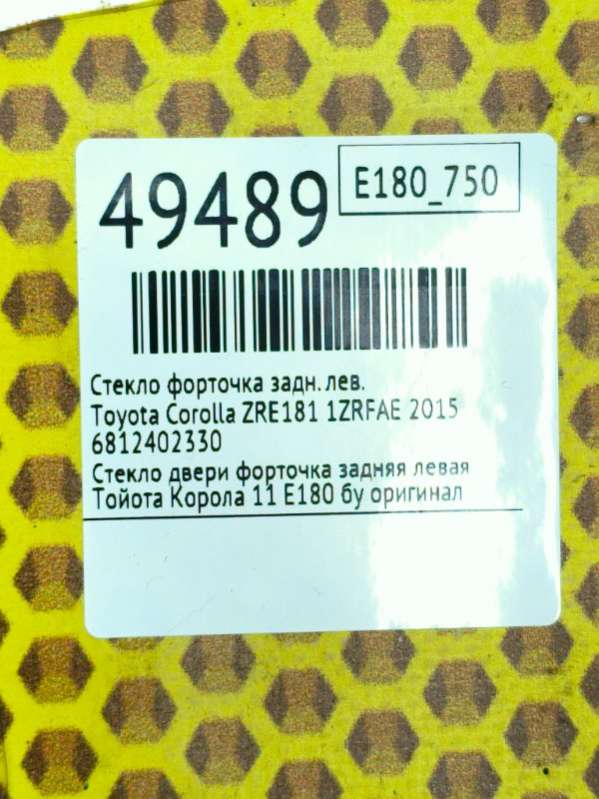 49489
E180_750
Стекло форточка задн. лев.
Toyota Corolla ZRE181 1ZRFAE 2015
6812402330
Стекло двери форточка задняя левая
Тойота Корола 11 Е180 бу оригинал